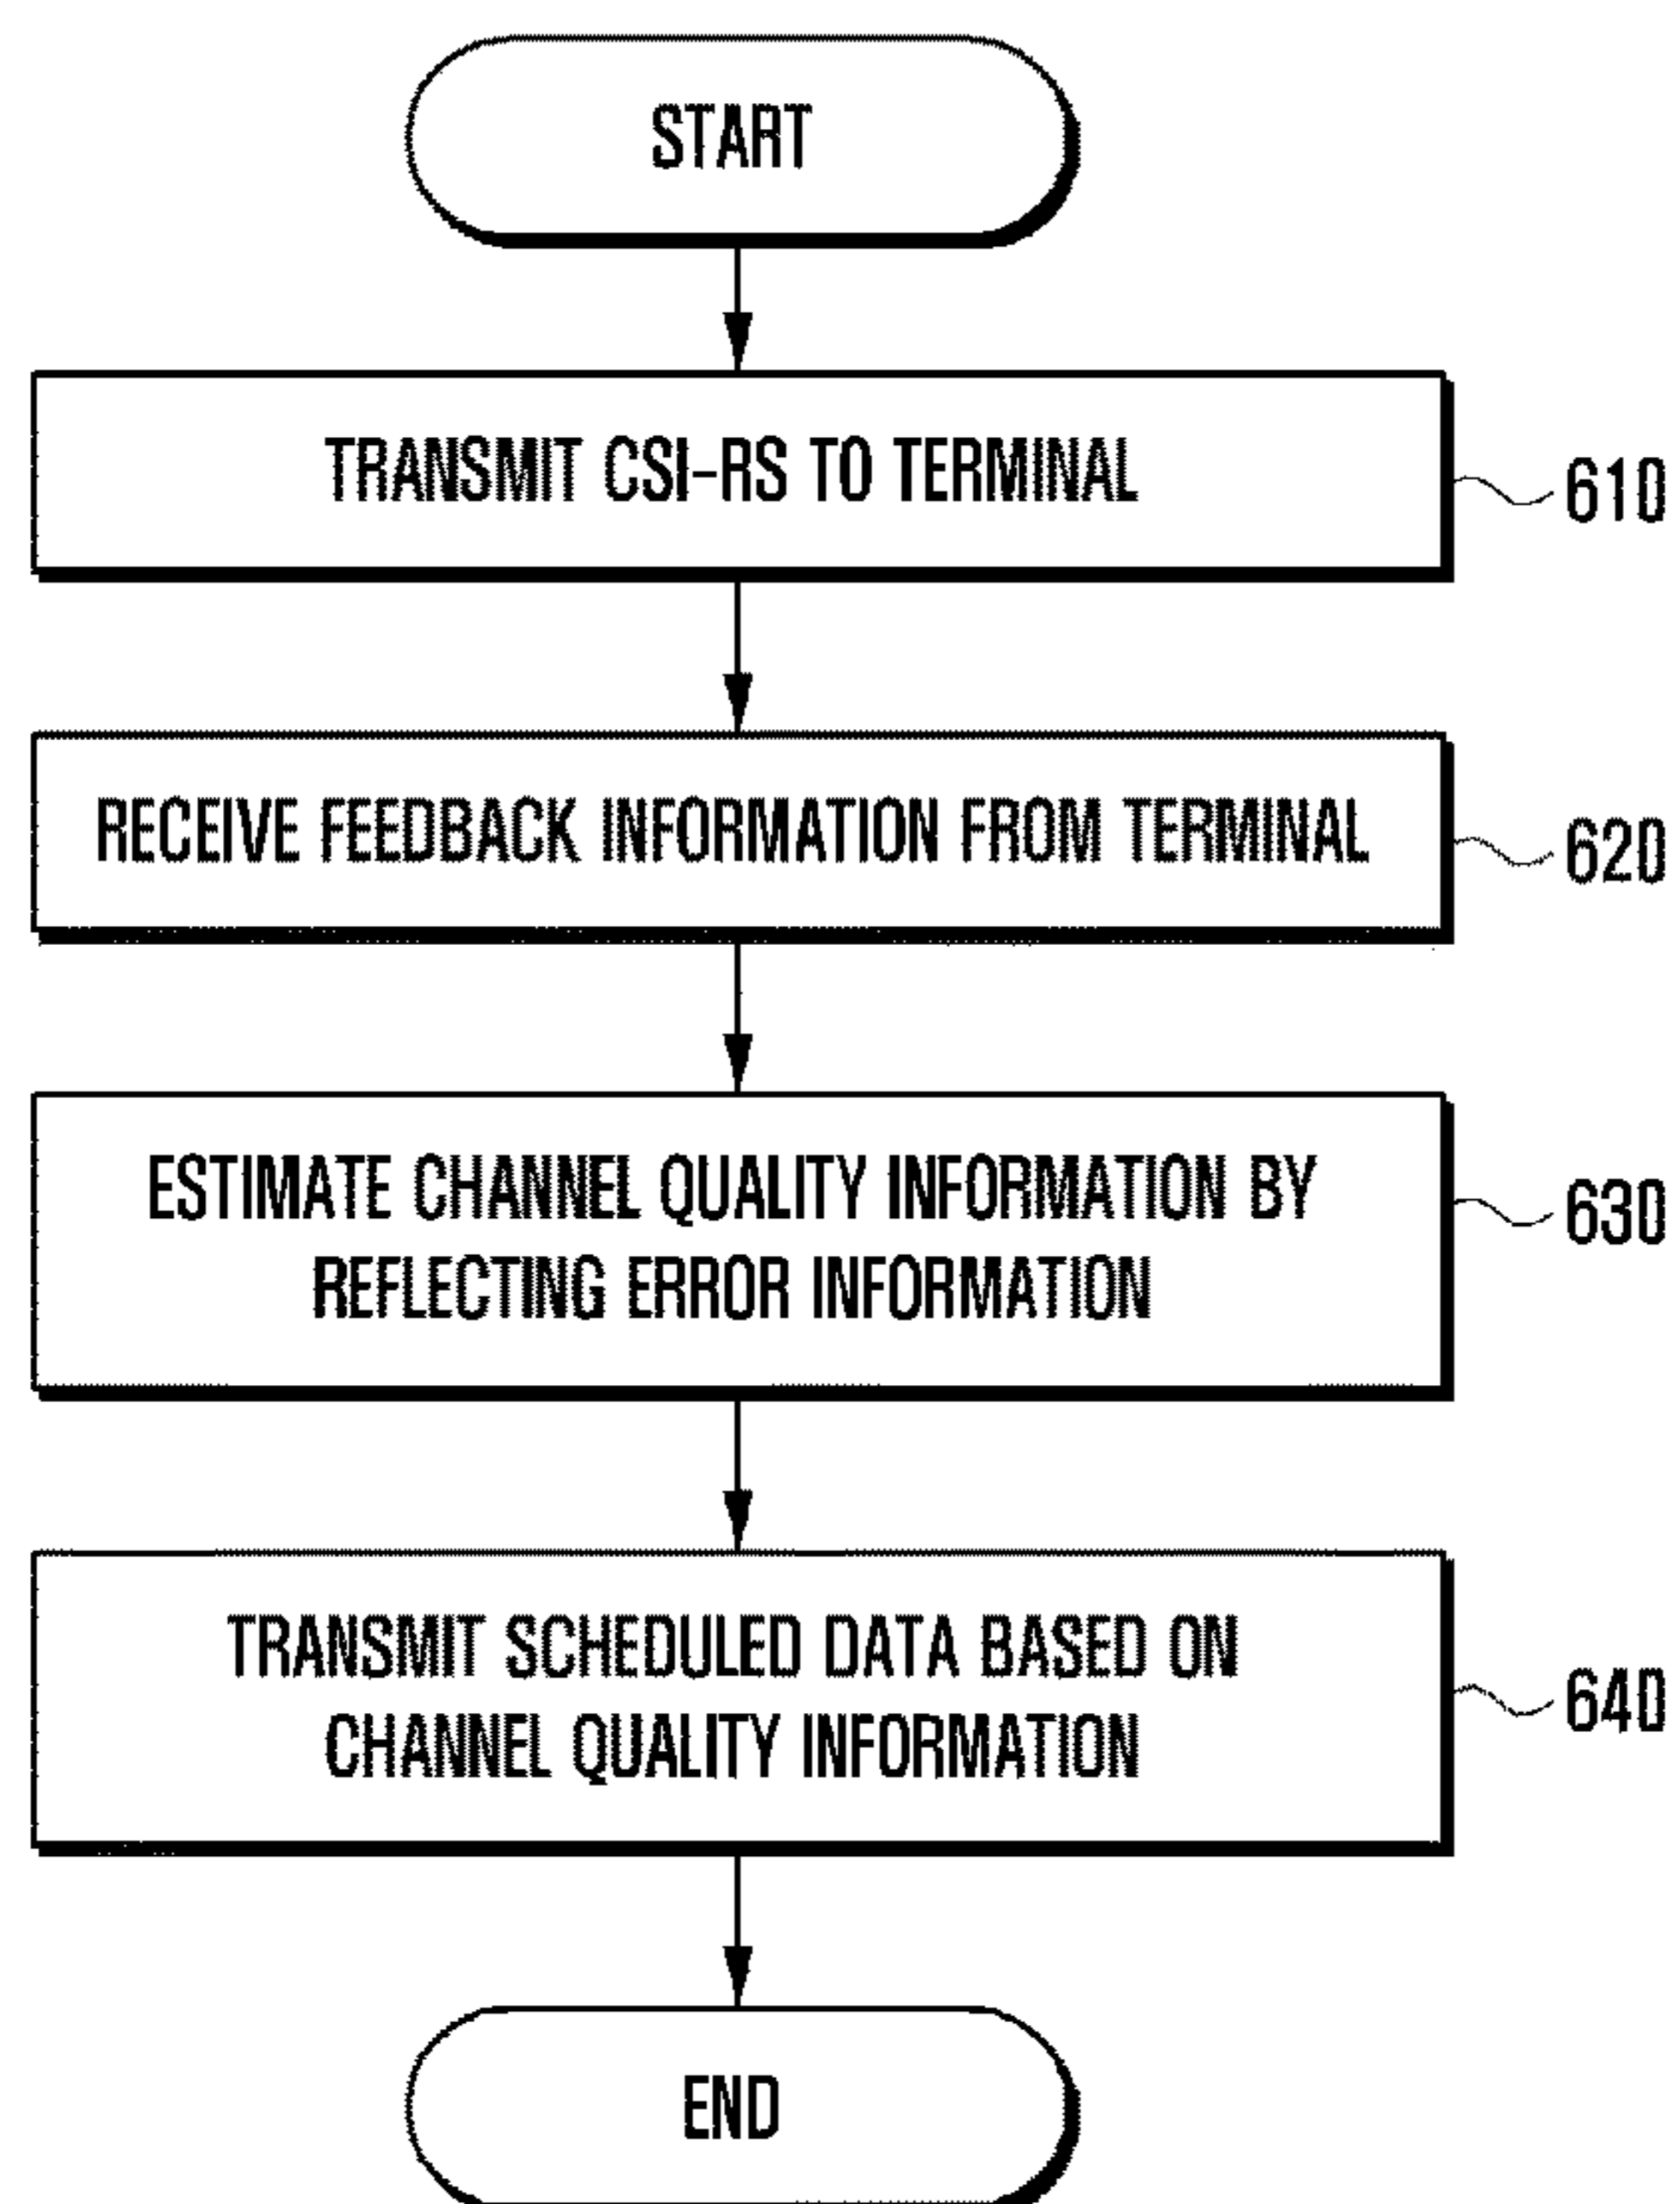 START
TRANSMIT CSI-RS TO TERMINAL
610
RECEIVE FEEDBACK INFORMATION FROM TERMINAL
620
ESTIMATE CHANNEL QUALITY INFORMATION BY
REFLECTING ERROR INFORMATION
630
TRANSMIT SCHEDULED DATA BASED ON
CHANNEL QUALITY INFORMATION
640
END